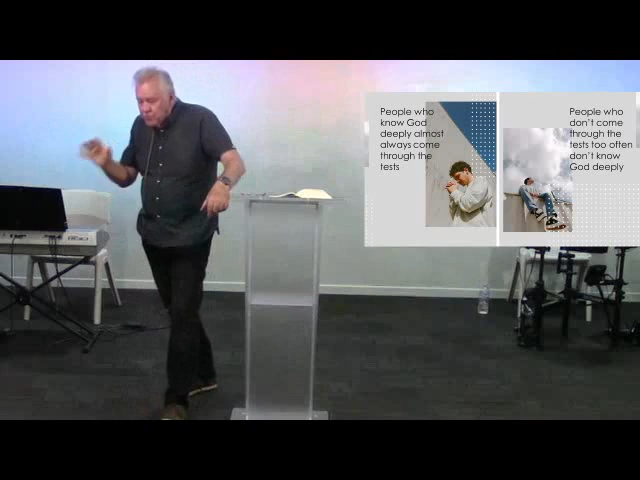 People who
know God
deeply almost
always come
through the
tests
People who
don't come
through the
tests too often
don't know
God deeply